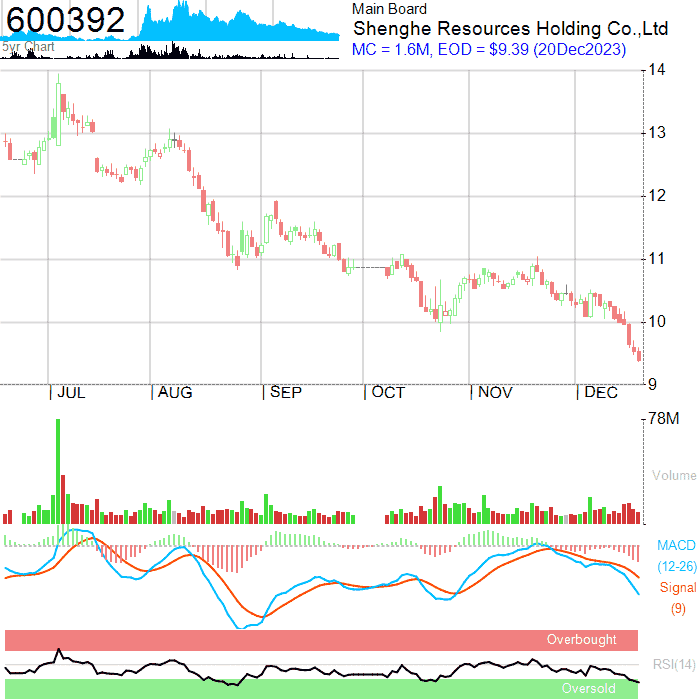 600392
5yr Chart
Main Board
Shenghe Resources Holding Co.,Ltd
MC = 1.6M, EOD = $9.39 (20Dec2023)
14
13
12
11
10
9
JUL AUG SEP OCT NOV DEC
78M
Volume
MACD
(12-26)
Signal
(9)
Overbought
RSI(14)
Oversold